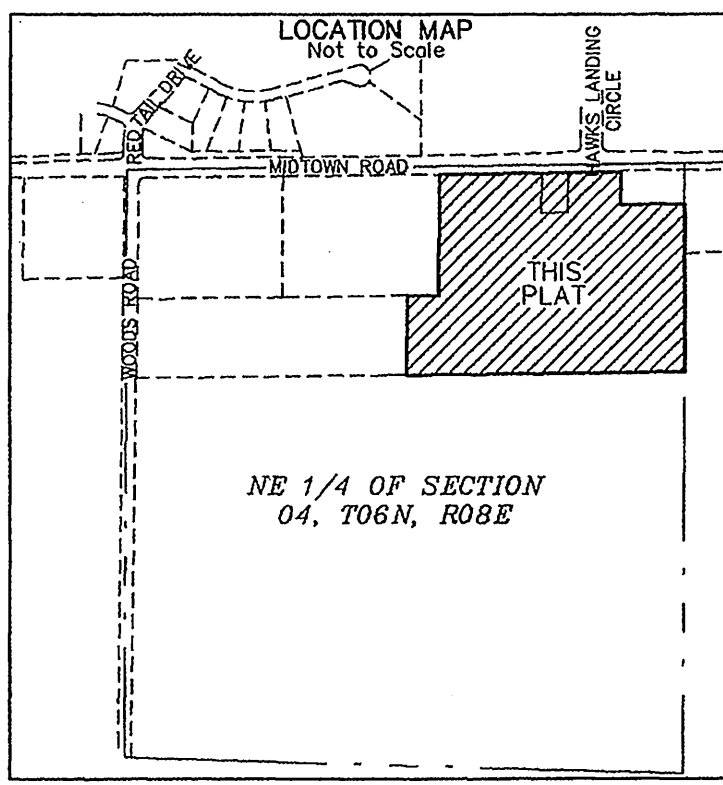 LOCATION MAP
Not to Scale
RED TAIL DRIVE
HAWKS LANDING
CIRCLE
MIDTOWN ROAD
THIS
PLAT
WOODS ROAD
NE 1/4 OF SECTION
04, T06N, R08E